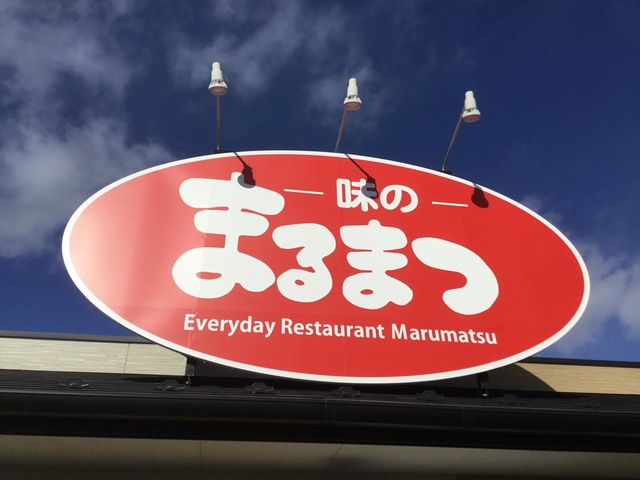 味の
まるまつ
Everyday Restaurant Marumatsu